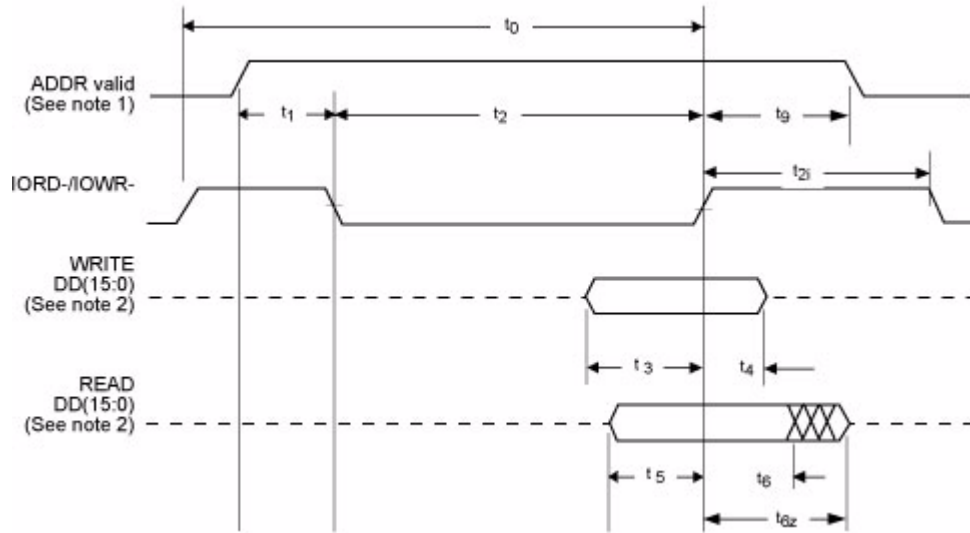 t0
ADDR valid
(See note 1)
t1
t2
t9
t2i
IORD-/IOWR-
WRITE
DD(15:0)
(See note 2)
t3
t4
READ
DD(15:0)
(See note 2)
t5
t6
t6z